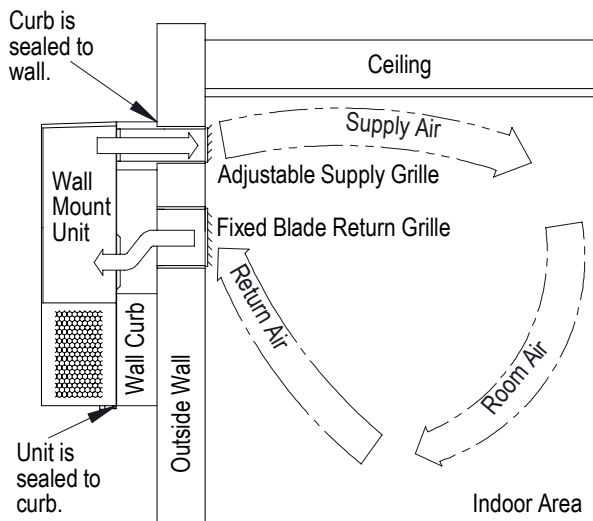 Curb is
sealed to
wall.
Ceiling
Supply Air
Adjustable Supply Grille
Wall
Mount
Unit
Fixed Blade Return Grille
Return Air
Room Air
Wall Curb
Outside Wall
Unit is
sealed to
curb.
Indoor Area